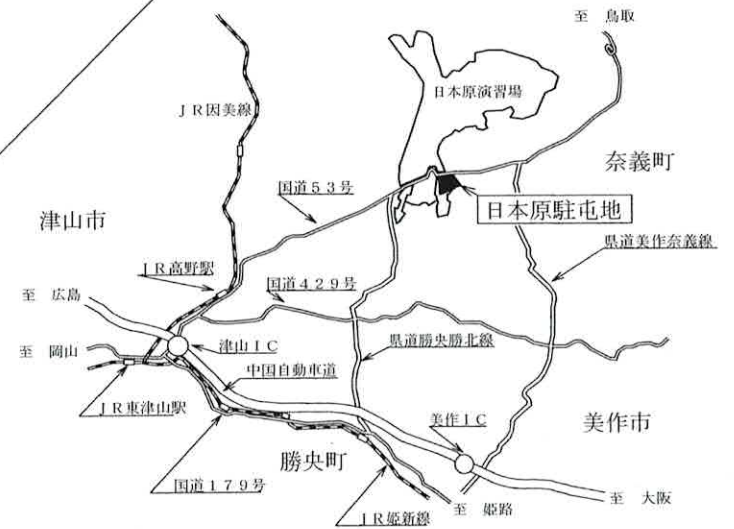 至 鳥取
日本原演習場
JR因美線
奈義町
国道53号
日本原駐屯地
津山市
県道美作奈義線
JR高野駅
国道429号
至 広島
至 岡山
津山IC
県道勝央勝北線
中国自動車道
JR東津山駅
美作IC
美作市
勝央町
国道179号
至 大阪
至 姫路
JR姫新線